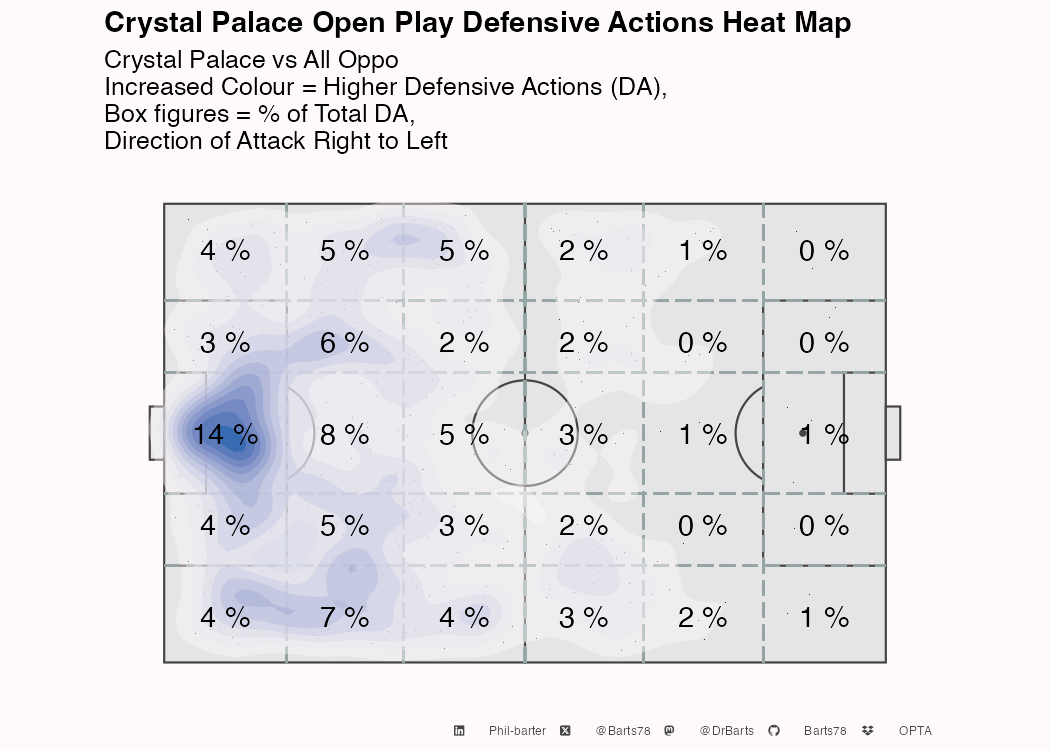 Crystal Palace Open Play Defensive Actions Heat Map
Crystal Palace vs All Oppo
Increased Colour = Higher Defensive Actions (DA),
Box figures = % of Total DA,
Direction of Attack Right to Left
4 % 5 % 5 % 2 % 1 % 0 %
3 % 6 % 2 % 2 % 0 % 0 %
14 % 8 % 5 % 3 % 1 % 1 %
4 % 5 % 3 % 2 % 0 % 0 %
4 % 7 % 4 % 3 % 2 % 1 %
Phil-barter @Barts78 @DrBarts Barts78 OPTA